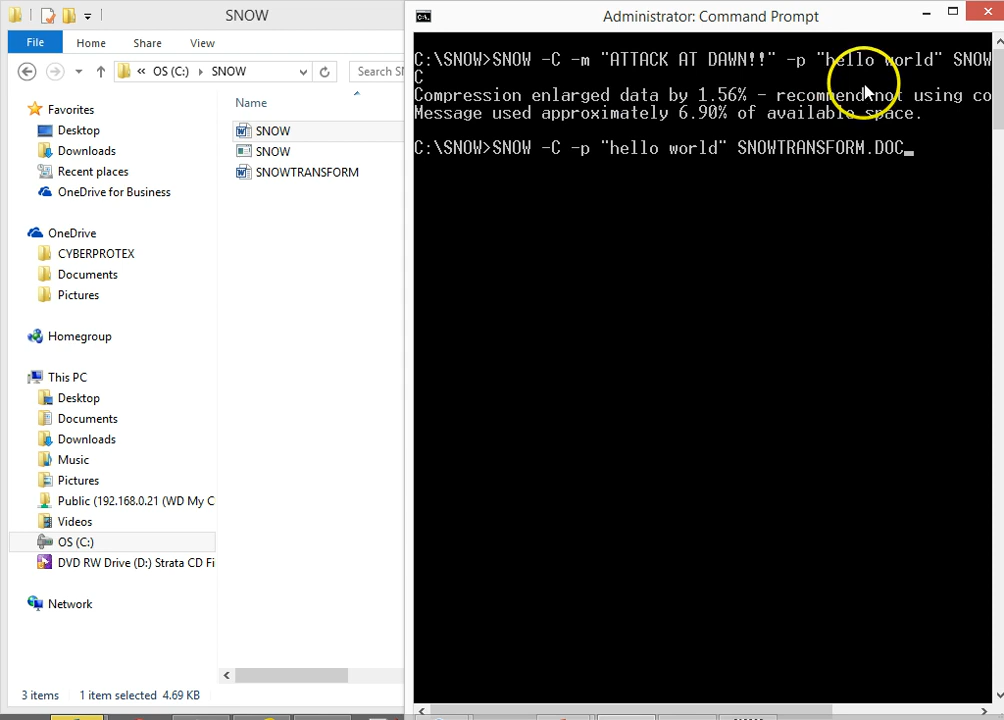 SNOW
File Home Share View
« OS (C:) SNOW
Search SI
Favorites
Desktop
Downloads
Recent places
OneDrive for Business
OneDrive
CYBERPROTEX
Documents
Pictures
Homegroup
This PC
Desktop
Documents
Downloads
Music
Pictures
Public (192.168.0.21 (WD My C
Videos
OS (C:)
DVD RW Drive (D:) Strata CD Fi
Network
Name
SNOW
SNOW
SNOWTRANSFORM
3 items 1 item selected 4.69 KB
Administrator: Command Prompt
C:\SNOW>SNOW -C -m "ATTACK AT DAWN!!" -p "hello world" SNOW
C
Compression enlarged data by 1.56% - recommend not using co
Message used approximately 6.90% of available space.
C:\SNOW>SNOW -C -p "hello world" SNOWTRANSFORM.DOC_